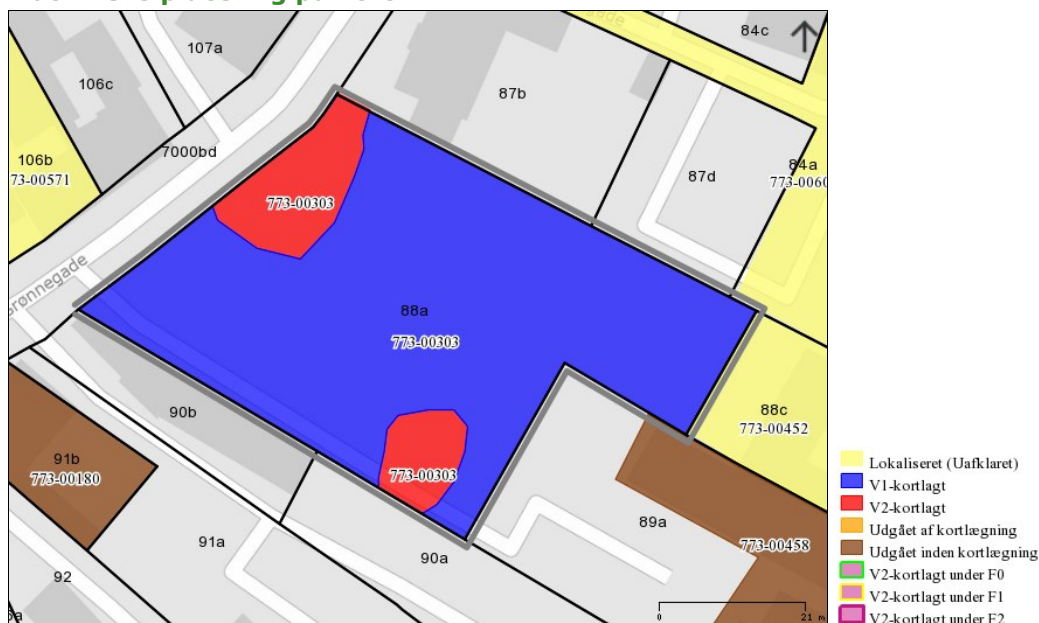 84c
107a
106c
87b
7000bd
106b
773-00571
87d
84a
773-0060
773-00303
88a
773-00303
90b
88c
773-00452
91b
773-00180
773-00303
91a
90a
89a
773-00458
92
0
21 m
Lokaliseret (Uafklaret)
V1-kortlagt
V2-kortlagt
Udgået af kortlægning
Udgået inden kortlægning
V2-kortlagt under F0
V2-kortlagt under F1
V2-kortlagt under F2